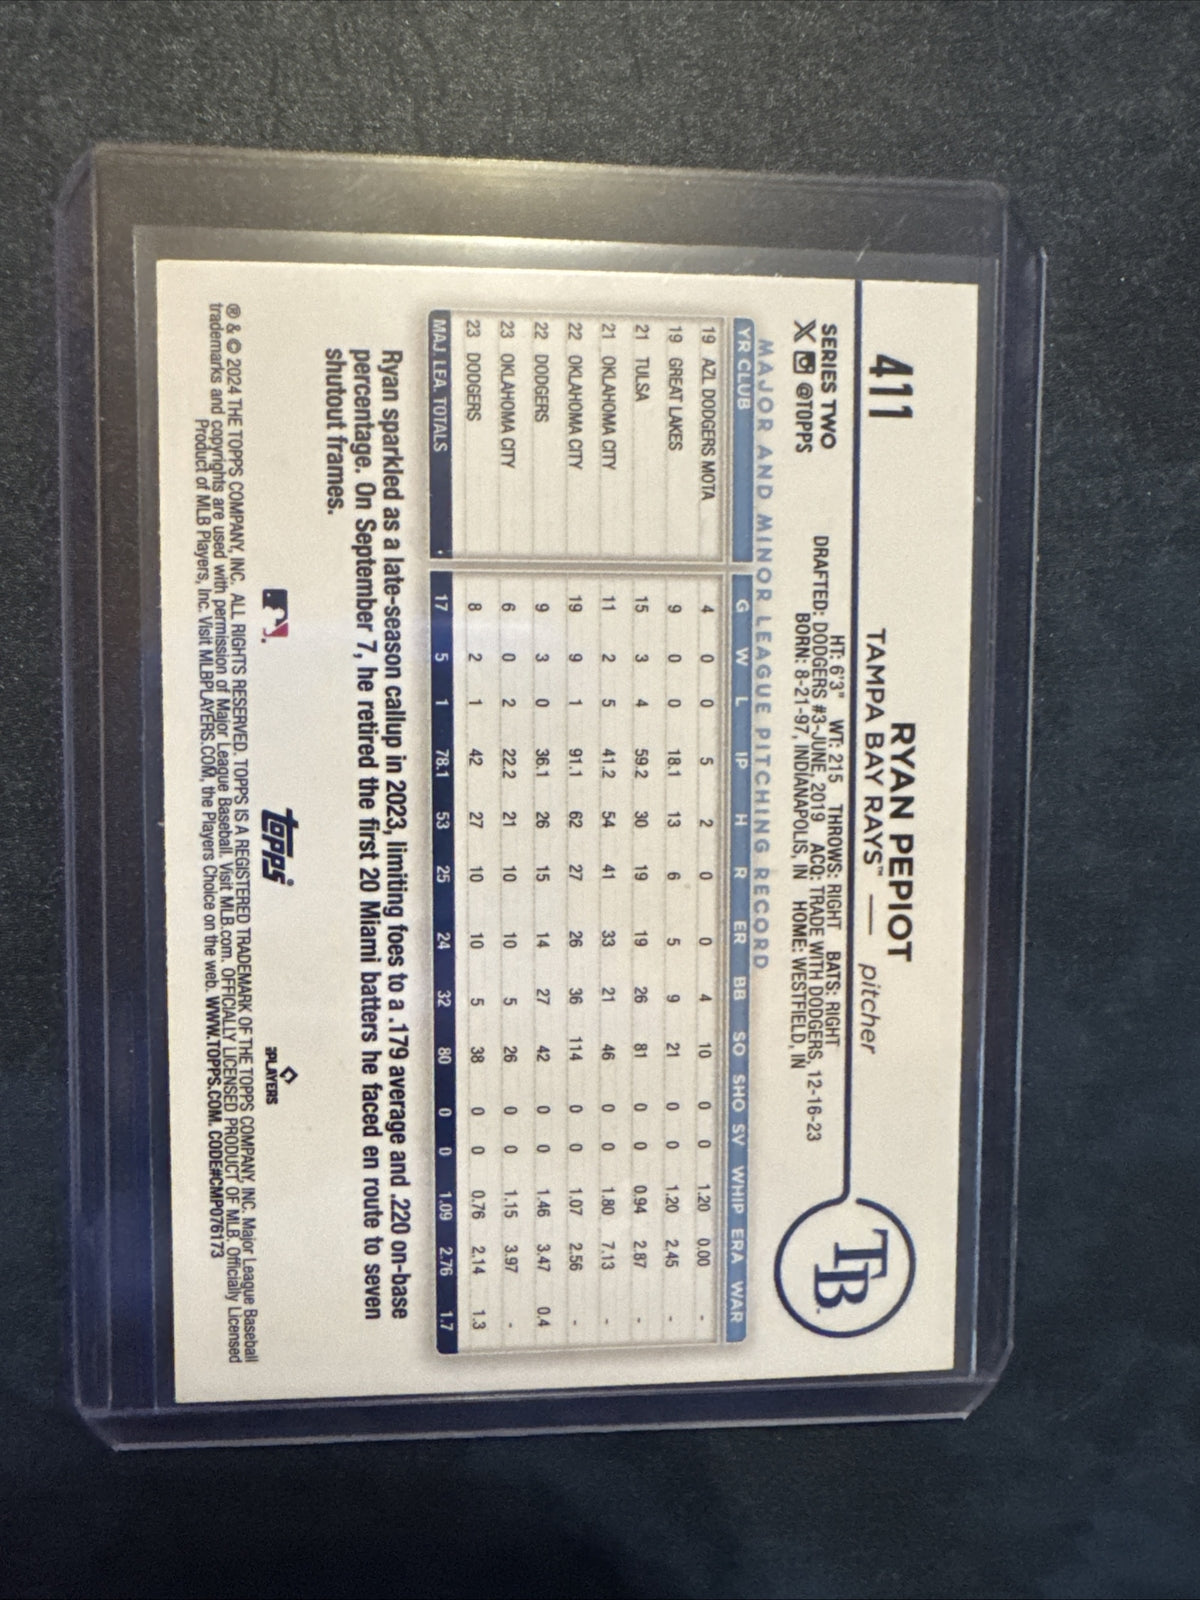 411
RYAN PEPIOT
TAMPA BAY RAYS™ — pitcher
TB
SERIES TWO
X @TOPPS
HT: 6'3" WT: 215 THROWS: RIGHT BATS: RIGHT
DRAFTED: DODGERS #3-JUNE, 2019 ACQ: TRADE WITH DODGERS, 12-16-23
BORN: 8-21-97, INDIANAPOLIS, IN HOME: WESTFIELD, IN
MAJOR AND MINOR LEAGUE PITCHING RECORD
YR CLUB G W L IP H R ER BB SO SHO SV WHIP ERA WAR
19 AZL DODGERS MOTA 4 0 0 5 2 0 0 4 10 0 0 1.20 0.00 -
19 GREAT LAKES 9 0 0 18.1 13 6 5 9 21 0 0 1.20 2.45 -
21 TULSA 15 3 4 59.2 30 19 19 26 81 0 0 0.94 2.87 -
21 OKLAHOMA CITY 11 2 5 41.2 54 41 33 21 46 0 0 1.80 7.13 -
22 OKLAHOMA CITY 19 9 1 91.1 62 27 26 36 114 0 0 1.07 2.56 -
22 DODGERS 9 3 0 36.1 26 15 14 27 42 0 0 1.46 3.47 0.4
23 OKLAHOMA CITY 6 0 2 22.2 21 10 10 5 26 0 0 1.15 3.97 -
23 DODGERS 8 2 1 42 27 10 10 5 38 0 0 0.76 2.14 1.3
MAJ. LEA. TOTALS 17 5 1 78.1 53 25 24 32 80 0 0 1.09 2.76 1.7
Ryan sparkled as a late-season callup in 2023, limiting foes to a .179 average and .220 on-base
percentage. On September 7, he retired the first 20 Miami batters he faced en route to seven
shutout frames.
topps®
PLAYERS
® & © 2024 THE TOPPS COMPANY, INC. ALL RIGHTS RESERVED. TOPPS IS A REGISTERED TRADEMARK OF THE TOPPS COMPANY, INC. Major League Baseball
trademarks and copyrights are used with permission of Major League Baseball. Visit MLB.com. OFFICIALLY LICENSED PRODUCT OF MLB. Officially Licensed
Product of MLB Players, Inc. Visit MLBPLAYERS.COM, the Players Choice on the web. WWW.TOPPS.COM. CODE#CMP076173